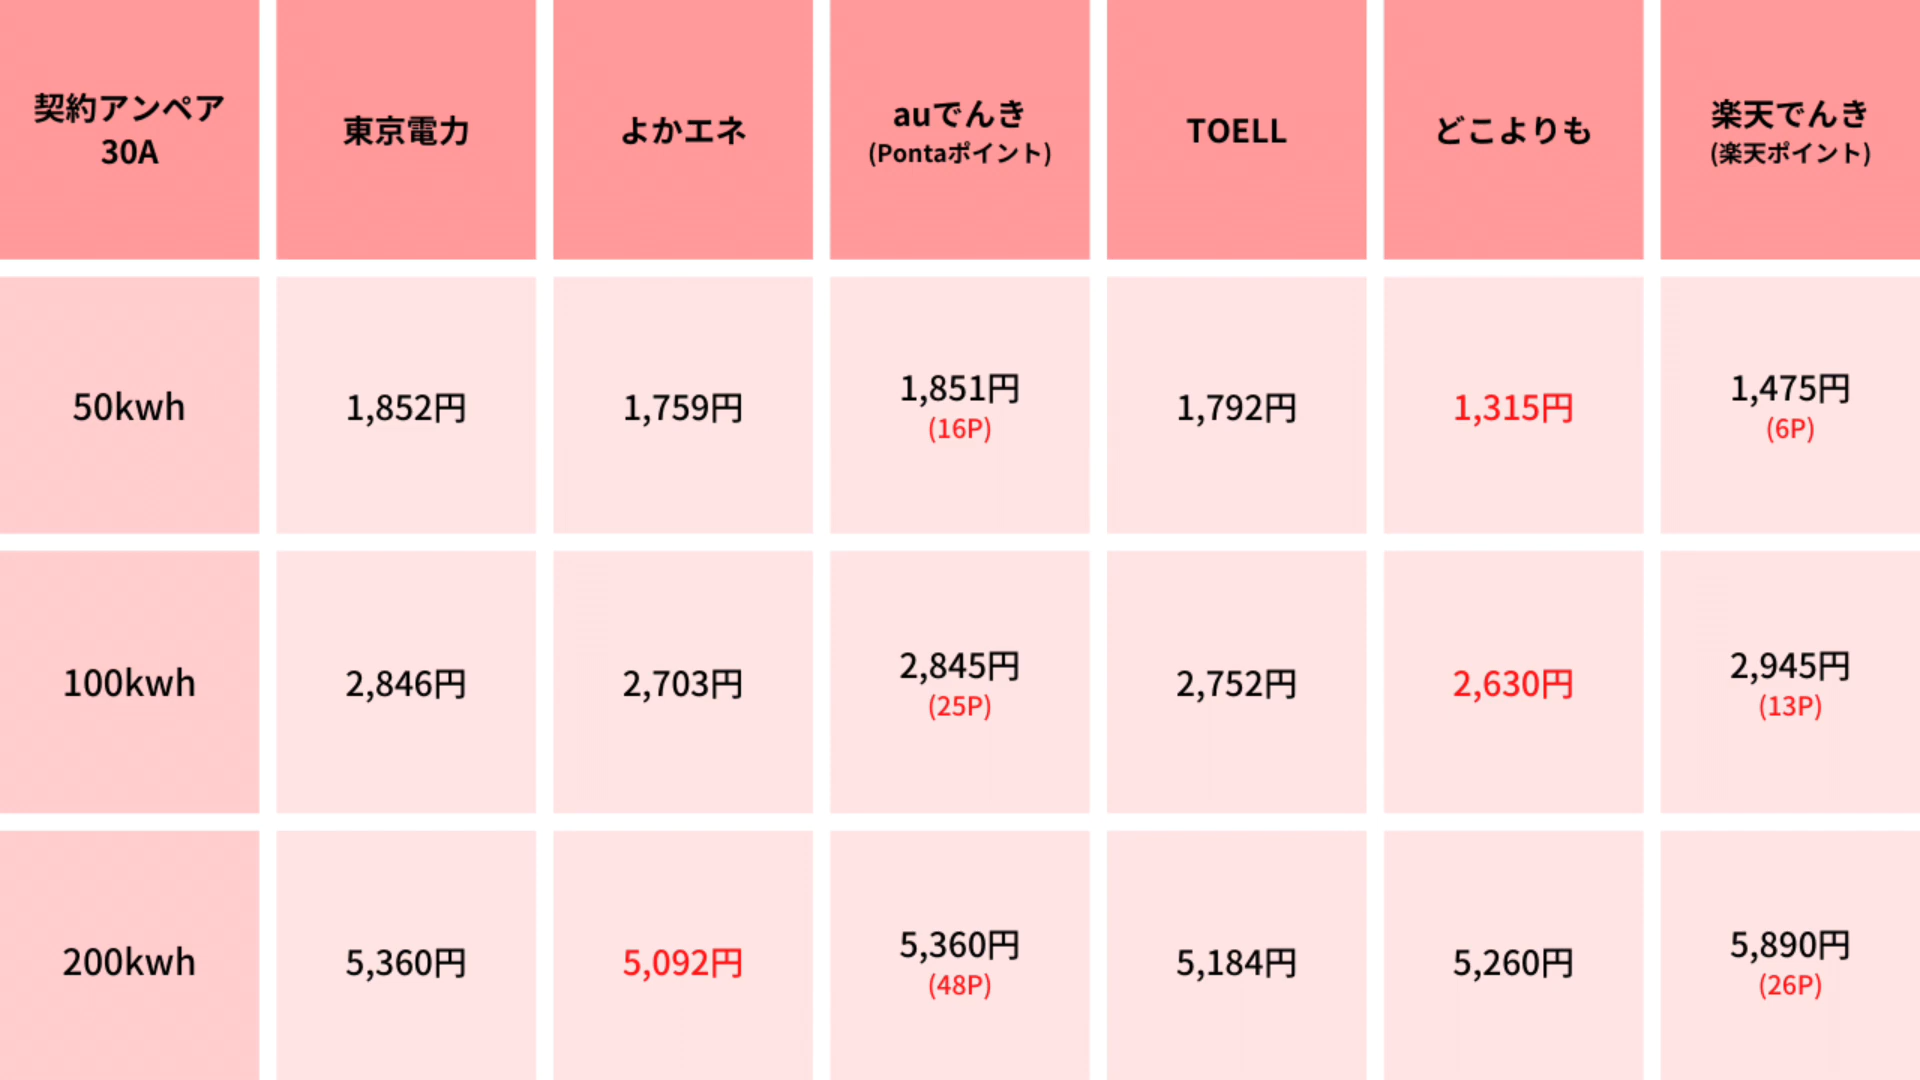 契約アンペア
30A
東京電力
よかエネ
auでんき
(Pontaポイント)
TOELL
どこよりも
楽天でんき
(楽天ポイント)
50kwh
1,852円
1,759円
1,851円
(16P)
1,792円
1,315円
1,475円
(6P)
100kwh
2,846円
2,703円
2,845円
(25P)
2,752円
2,630円
2,945円
(13P)
200kwh
5,360円
5,092円
5,360円
(48P)
5,184円
5,260円
5,890円
(26P)